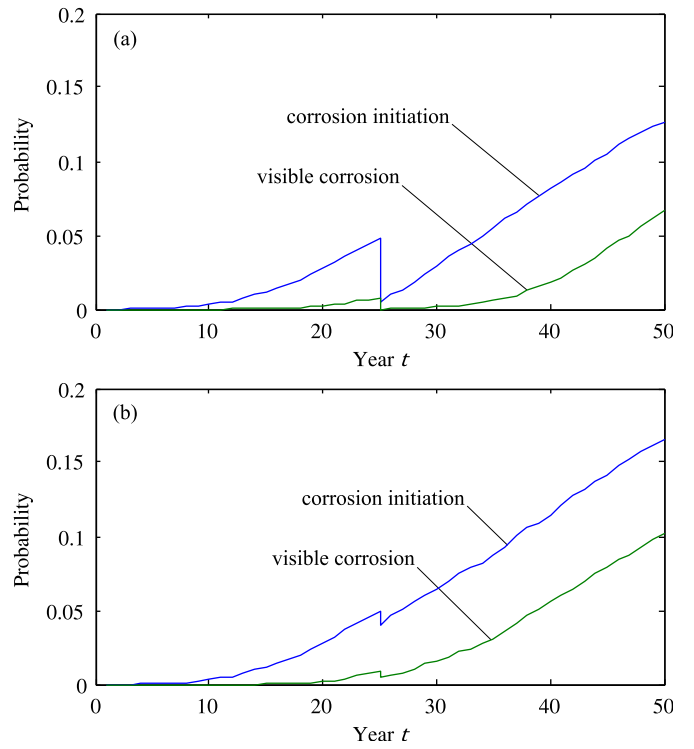 0.2
(a)
0.15
corrosion initiation
Probability
0.1
visible corrosion
0.05
0
0 10 20 30 40 50
Year t
0.2
(b)
0.15
corrosion initiation
Probability
0.1
visible corrosion
0.05
0
0 10 20 30 40 50
Year t